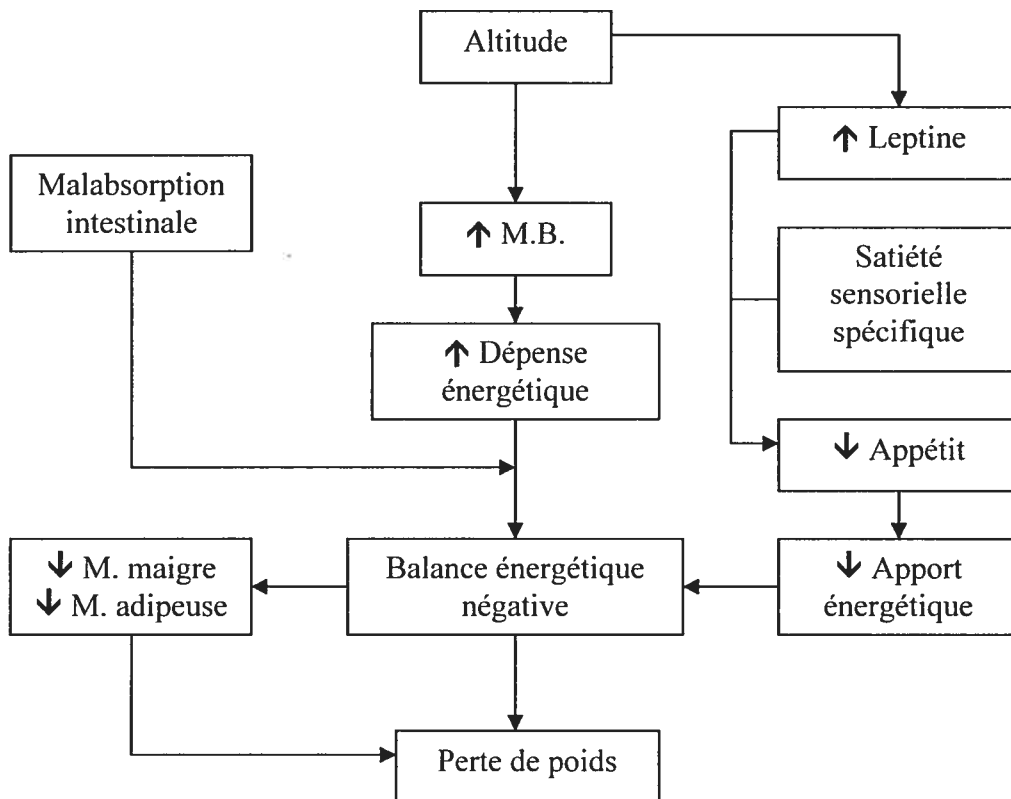 Altitude
↑ Leptine
Malabsorption
intestinale
↑ M.B.
Satiété
sensorielle
spécifique
↑ Dépense
énergétique
↓ Appétit
↓ M. maigre
↓ M. adipeuse
Balance énergétique
négative
↓ Apport
énergétique
Perte de poids